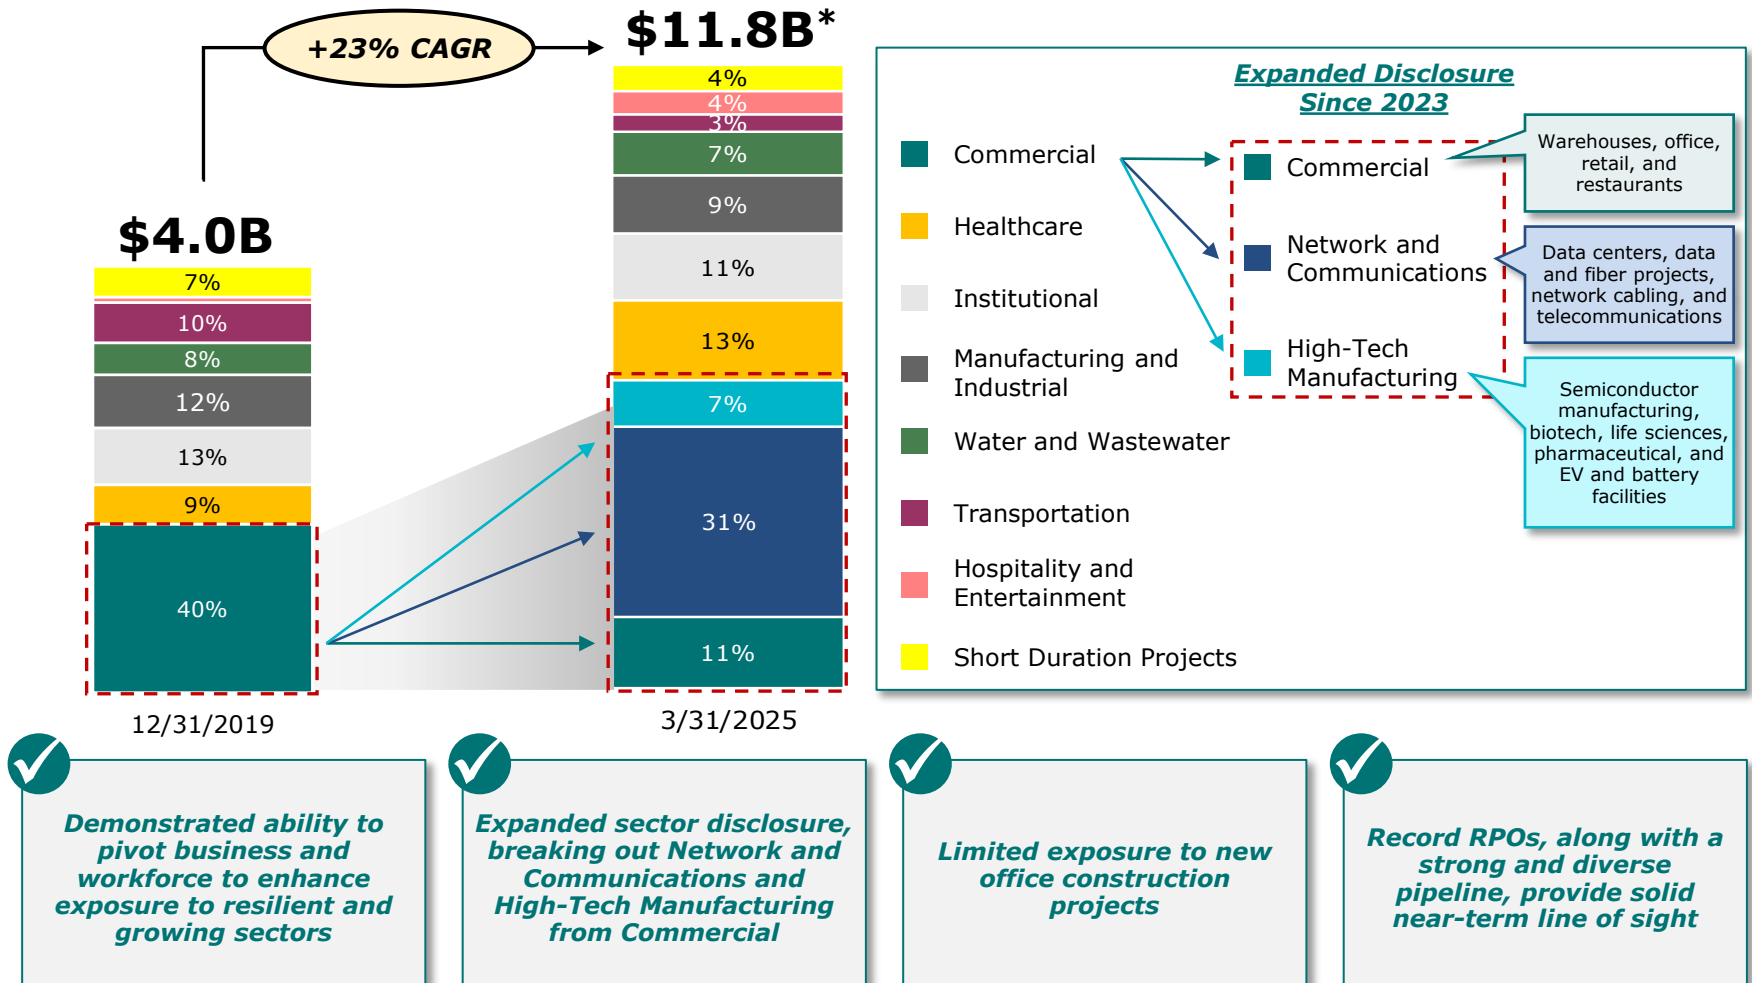 +23% CAGR
$11.8B*
$4.0B
7%
10%
8%
12%
13%
9%
40%
12/31/2019
4%
4%
3%
7%
9%
11%
13%
7%
31%
11%
3/31/2025
Expanded Disclosure
Since 2023
Commercial
Healthcare
Institutional
Manufacturing and
Industrial
Water and Wastewater
Transportation
Hospitality and
Entertainment
Short Duration Projects
Commercial
Network and
Communications
High-Tech
Manufacturing
Warehouses, office,
retail, and
restaurants
Data centers, data
and fiber projects,
network cabling, and
telecommunications
Semiconductor
manufacturing,
biotech, life sciences,
pharmaceutical, and
EV and battery
facilities
Demonstrated ability to
pivot business and
workforce to enhance
exposure to resilient and
growing sectors
Expanded sector disclosure,
breaking out Network and
Communications and
High-Tech Manufacturing
from Commercial
Limited exposure to new
office construction
projects
Record RPOs, along with a
strong and diverse
pipeline, provide solid
near-term line of sight